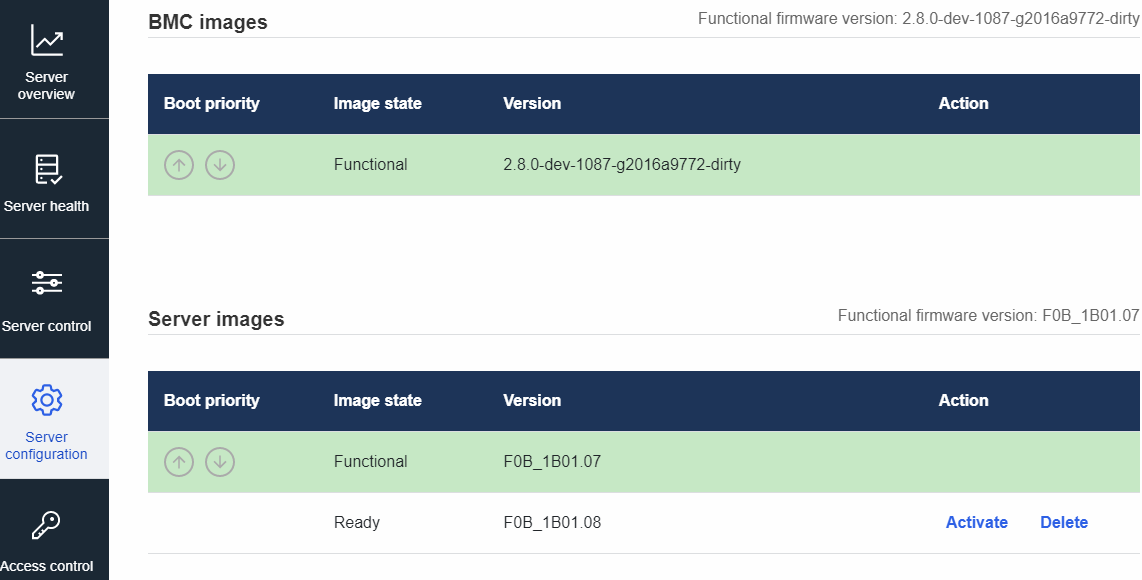 Server
overview
Server health
Server control
Server
configuration
Access control
BMC images
Functional firmware version: 2.8.0-dev-1087-g2016a9772-dirty
Boot priority Image state Version Action
Functional 2.8.0-dev-1087-g2016a9772-dirty
Server images
Functional firmware version: F0B_1B01.07
Boot priority Image state Version Action
Functional F0B_1B01.07
Ready F0B_1B01.08 Activate Delete